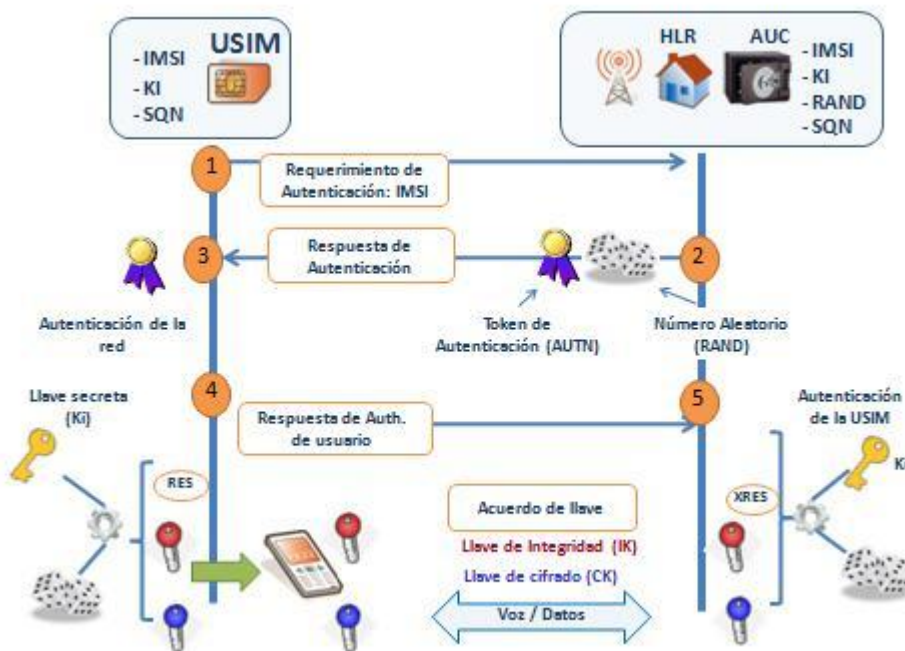 USIM
- IMSI
- KI
- SQN
HLR
AUC
- IMSI
- KI
- RAND
- SQN
1
Requerimiento de
Autenticación: IMSI
3
Respuesta de
Autenticación
2
Autenticación de la
red
Token de
Autenticación (AUTN)
Número Aleatorio
(RAND)
4
5
Llave secreta
(Ki)
Respuesta de Auth.
de usuario
Autenticación
de la USIM
Ki
RES
XRES
Acuerdo de llave
Llave de Integridad (IK)
Llave de cifrado (CK)
Voz / Datos